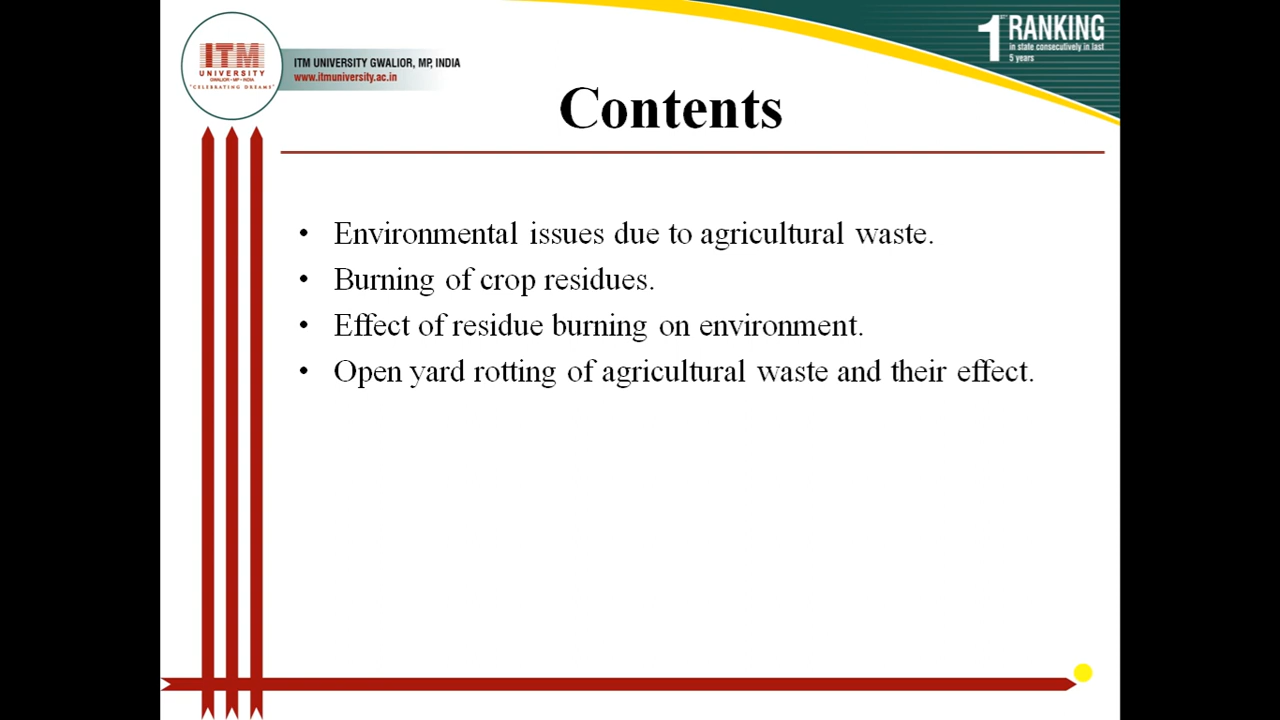 ITM
UNIVERSITY
GWALIOR • MP • INDIA
"CELEBRATING DREAMS"
ITM UNIVERSITY GWALIOR, MP, INDIA
www.itmuniversity.ac.in
1ST RANKING
in state consecutively in last
5 years
Contents
• Environmental issues due to agricultural waste.
• Burning of crop residues.
• Effect of residue burning on environment.
• Open yard rotting of agricultural waste and their effect.